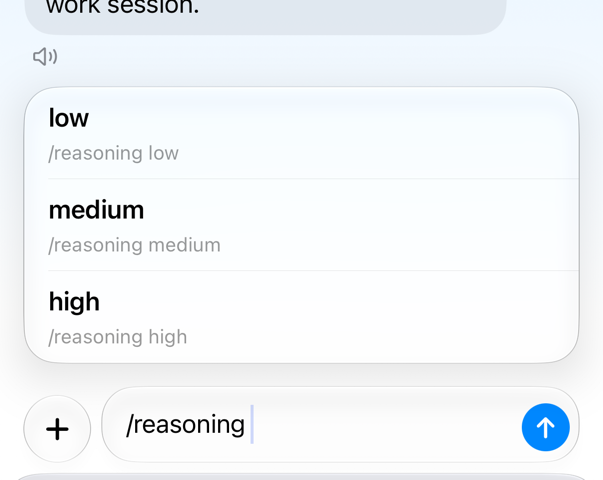 work session.
low
/reasoning low
medium
/reasoning medium
high
/reasoning high
/reasoning